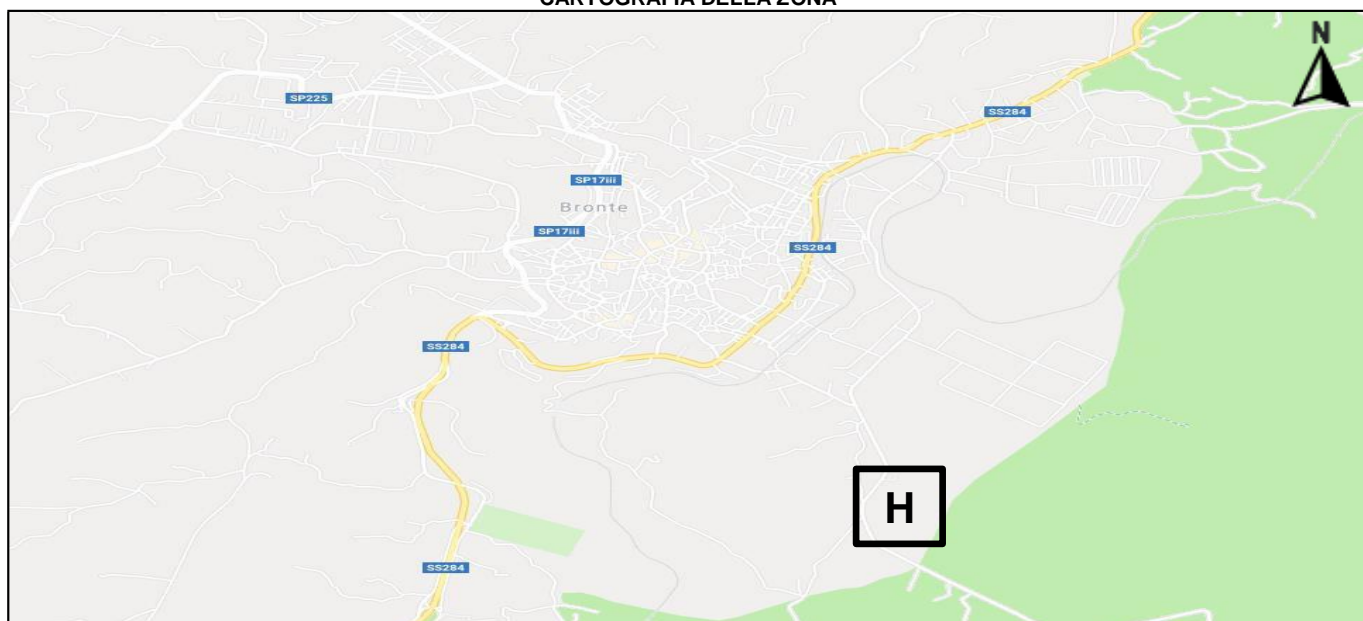 CARTOGRAFIA DELLA ZONA
N
SS284
SP225
SP17iii
Bronte
SP17iii
SS284
SS284
H
SS284